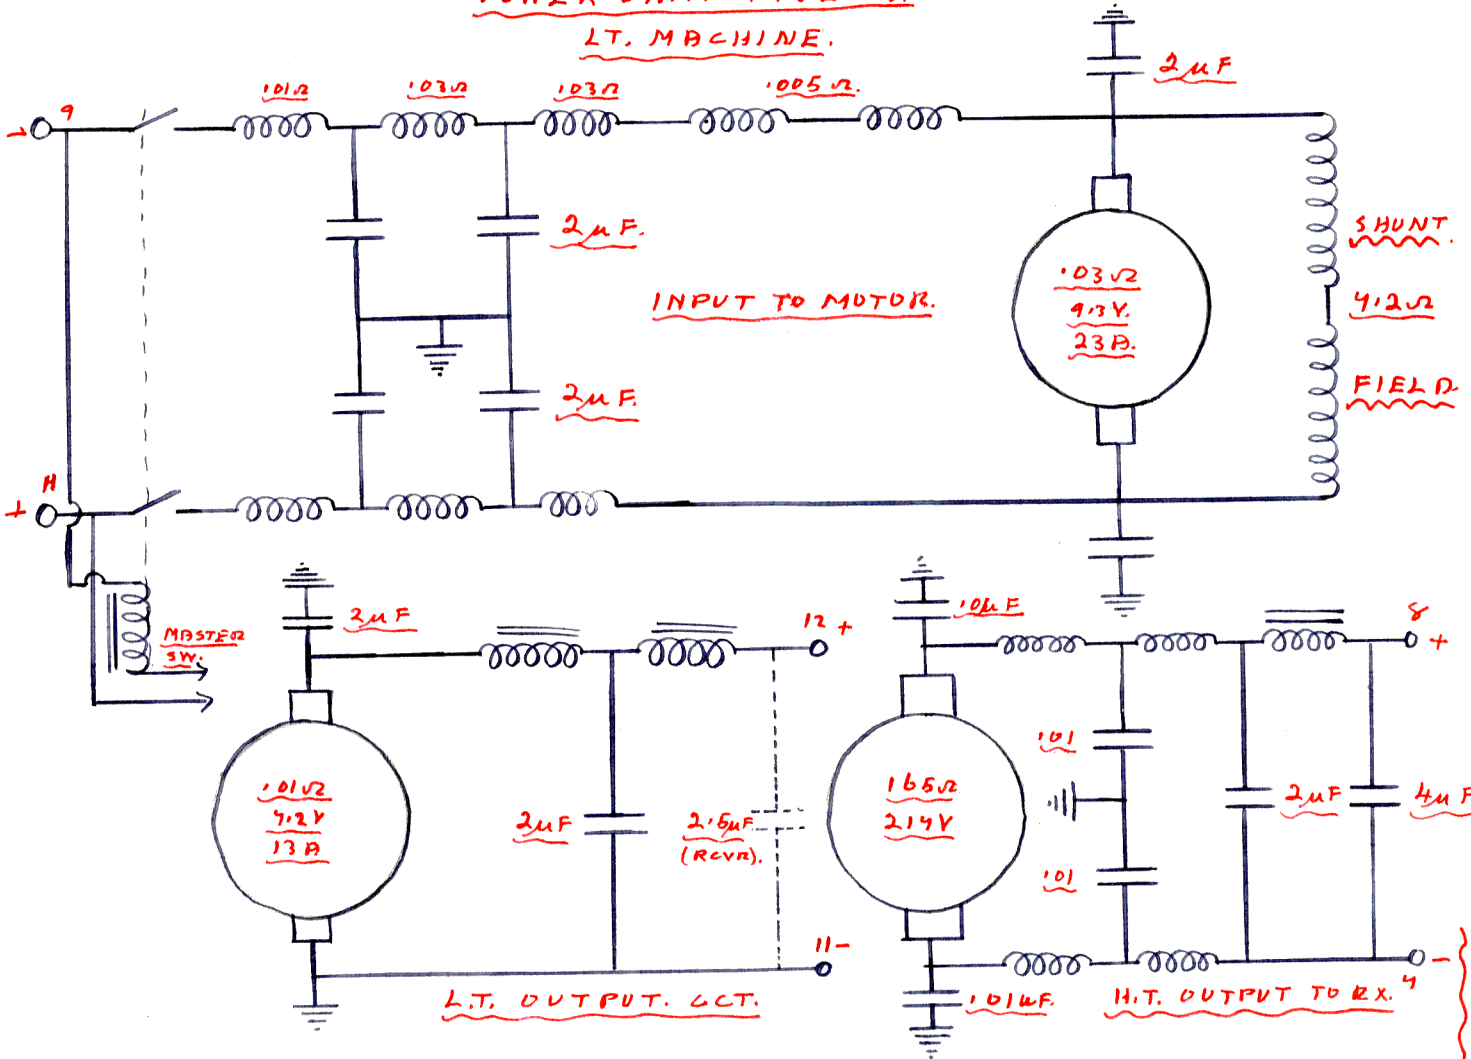 LT. MACHINE.
.01Ω .03Ω .03Ω .005Ω.
2μF
9
-
2μF.
INPUT TO MOTOR.
.03Ω
9.3V.
23A.
SHUNT.
4.2Ω
FIELD
2μF.
H
+
MASTER
SW.
2μF
12 +
.01Ω
4.2V
13A
2μF
2.5μF
(RCVR).
11-
L.T. OUTPUT. CCT.
.01μF
8
+
165Ω
214V
.01
.01
2μF
4μF
-
4
.01μF.
H.T. OUTPUT TO RX.